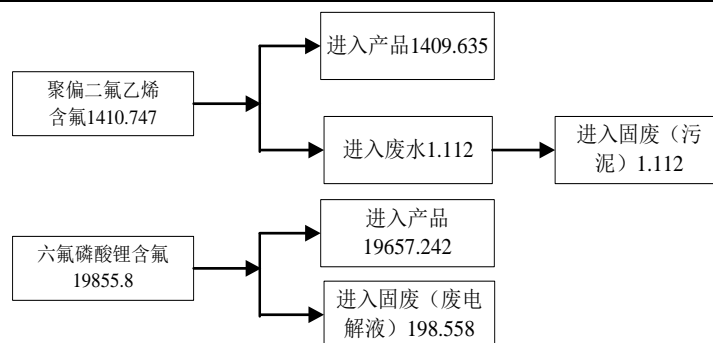 进入产品1409.635
聚偏二氟乙烯
含氟1410.747
进入废水1.112
进入固废（污
泥）1.112
进入产品
19657.242
六氟磷酸锂含氟
19855.8
进入固废（废电
解液）198.558